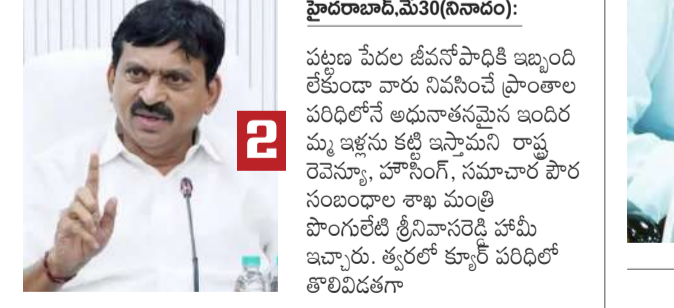 హైదరాబాద్,మే30(నినాదం):
పట్టణ పేదల జీవనోపాధికి ఇబ్బంది
లేకుండా వారు నివసించే ప్రాంతాల
పరిధిలోనే అధునాతనమైన ఇందిర
మ్మ ఇళ్లను కట్టి ఇస్తామని రాష్ట్ర
రెవెన్యూ, హౌసింగ్, సమాచార పౌర
సంబంధాల శాఖ మంత్రి
పొంగులేటి శ్రీనివాసరెడ్డి హామీ
ఇచ్చారు. త్వరలో క్యూర్ పరిధిలో
తొలివిడతగా
2